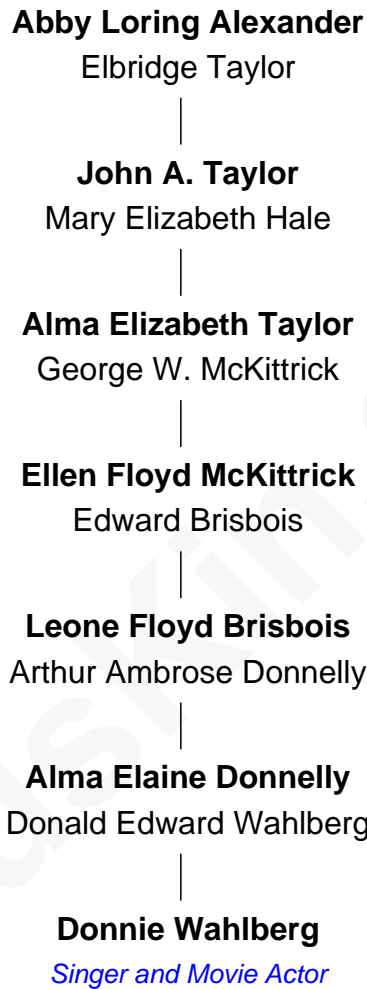 Abby Loring Alexander
Elbridge Taylor
John A. Taylor
Mary Elizabeth Hale
Alma Elizabeth Taylor
George W. McKittrick
Ellen Floyd McKittrick
Edward Brisbois
Leone Floyd Brisbois
Arthur Ambrose Donnelly
Alma Elaine Donnelly
Donald Edward Wahlberg
Donnie Wahlberg
Singer and Movie Actor